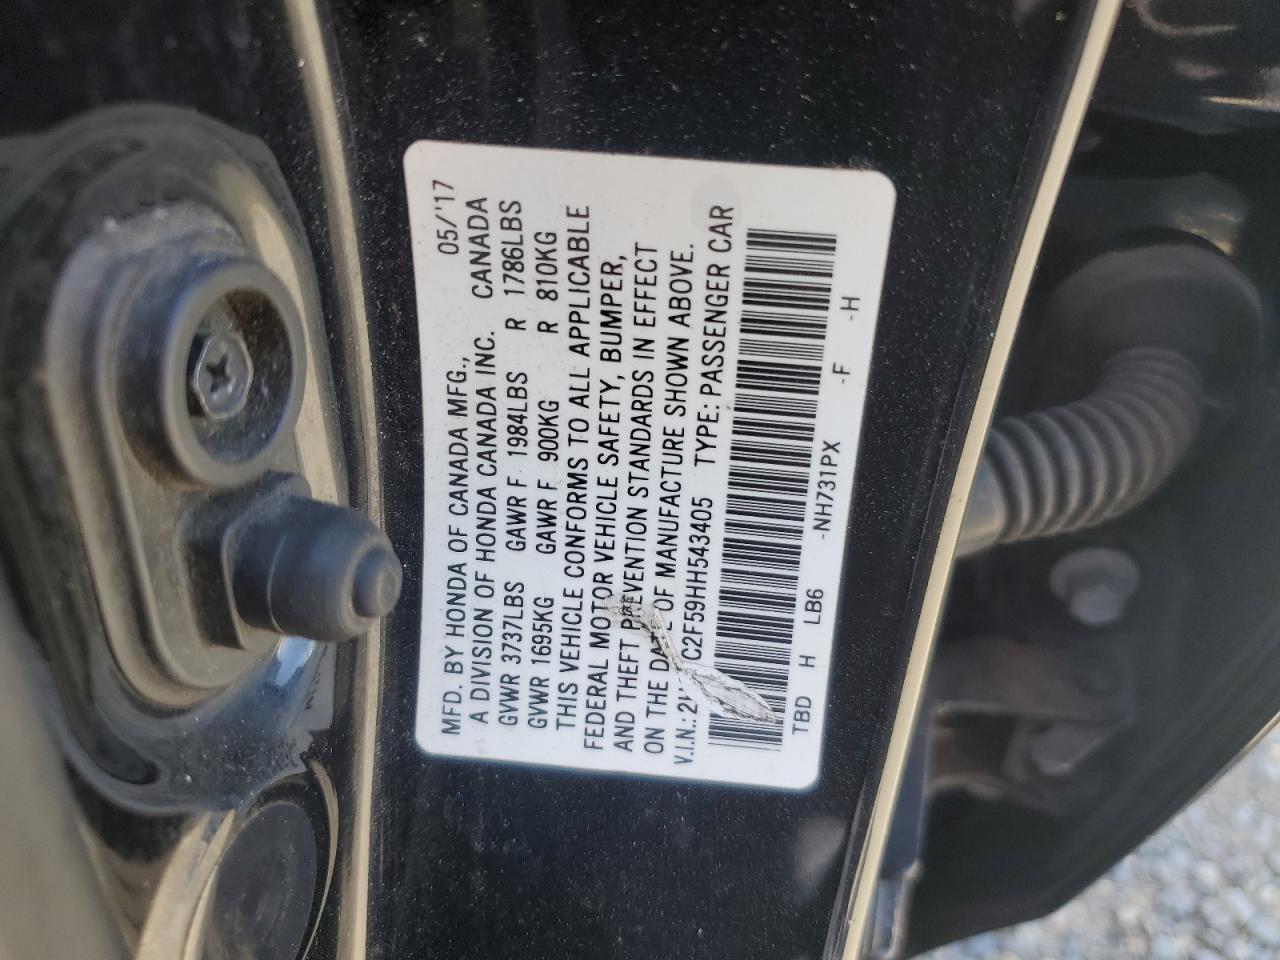 MFD. BY HONDA OF CANADA MFG., 05/'17
A DIVISION OF HONDA CANADA INC. CANADA
GVWR 3737LBS GAWR F 1984LBS R 1786LBS
GVWR 1695KG GAWR F 900KG R 810KG
THIS VEHICLE CONFORMS TO ALL APPLICABLE
FEDERAL MOTOR VEHICLE SAFETY, BUMPER,
AND THEFT PREVENTION STANDARDS IN EFFECT
ON THE DATE OF MANUFACTURE SHOWN ABOVE.
V.I.N.: 2 C2F59HH543405 TYPE: PASSENGER CAR
TBD H LB6 -NH731PX -F -H